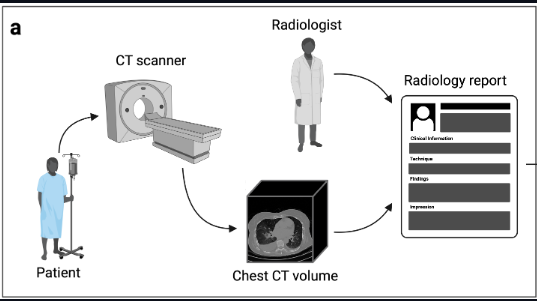 a
Radiologist
CT scanner
Radiology report
Clinical Information
Technique
Findings
Impression
Patient
Chest CT volume